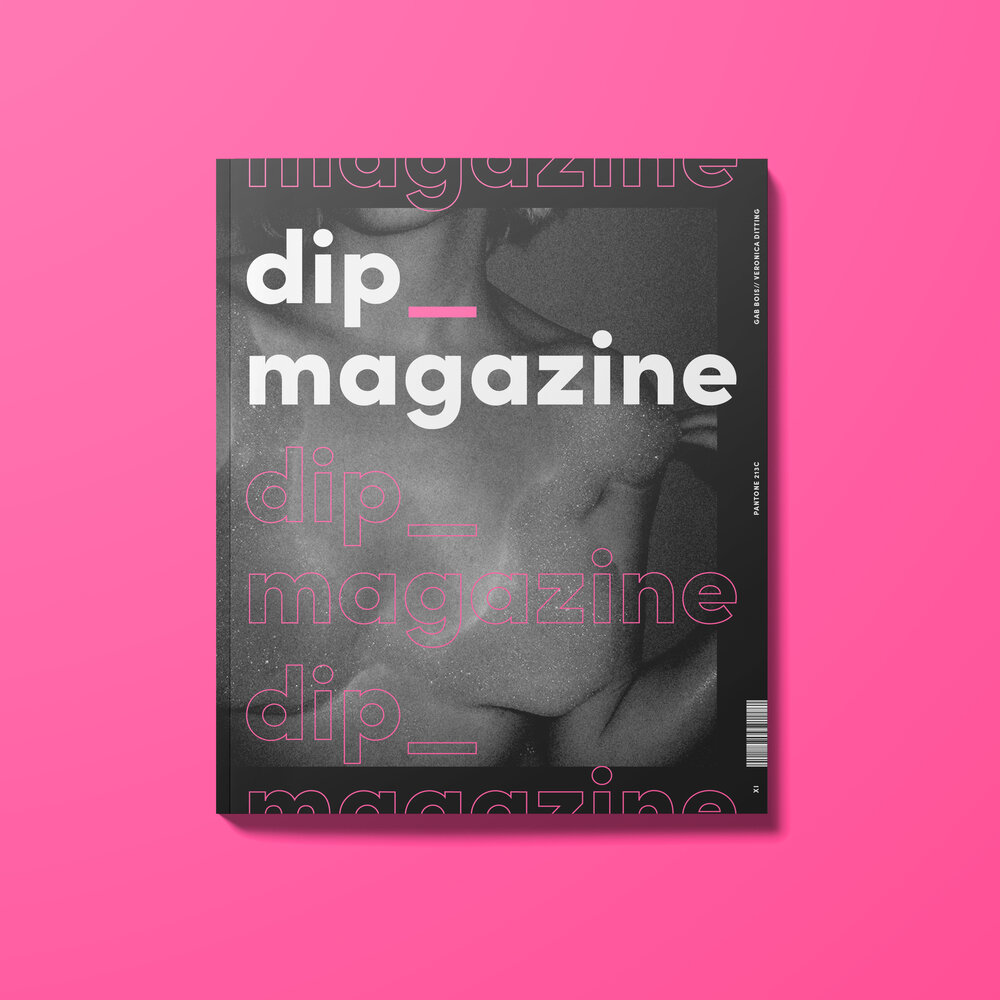 magazine
dip_
magazine
dip_
magazine
dip_
magazine
GAB BOIS// VERONICA DITTING
PANTONE 213C
XI